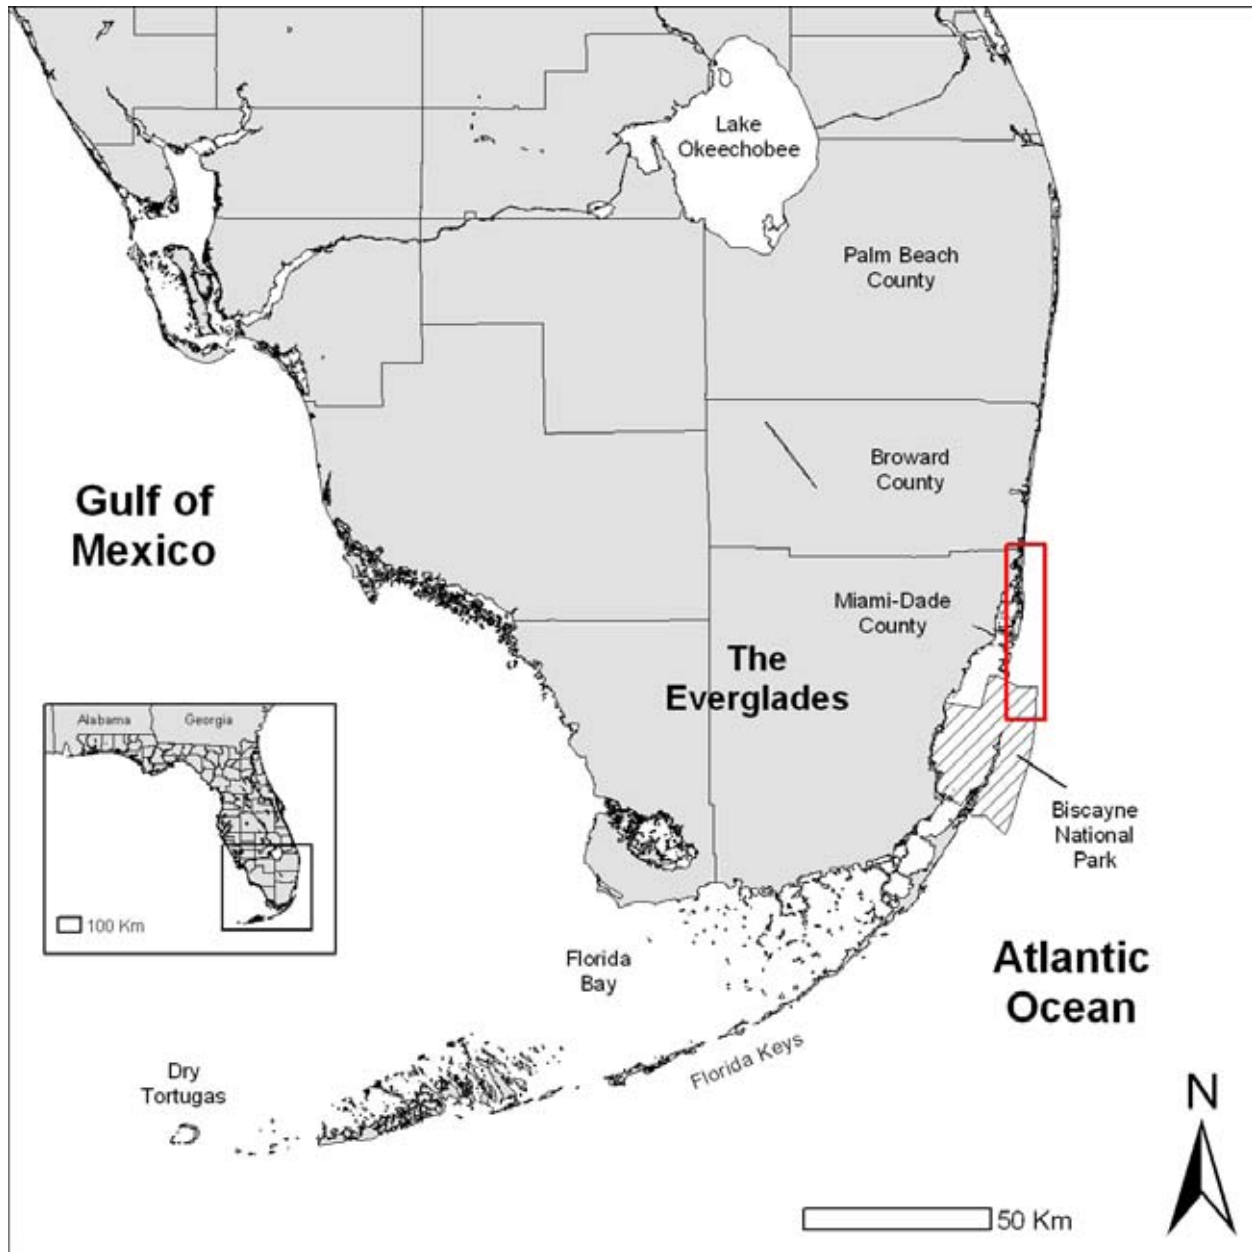 Lake
Okeechobee
Palm Beach
County
Broward
County
Gulf of
Mexico
Miami-Dade
County
The
Everglades
Alabama
Georgia
100 Km
Biscayne
National
Park
Florida
Bay
Atlantic
Ocean
Florida Keys
Dry
Tortugas
N
50 Km